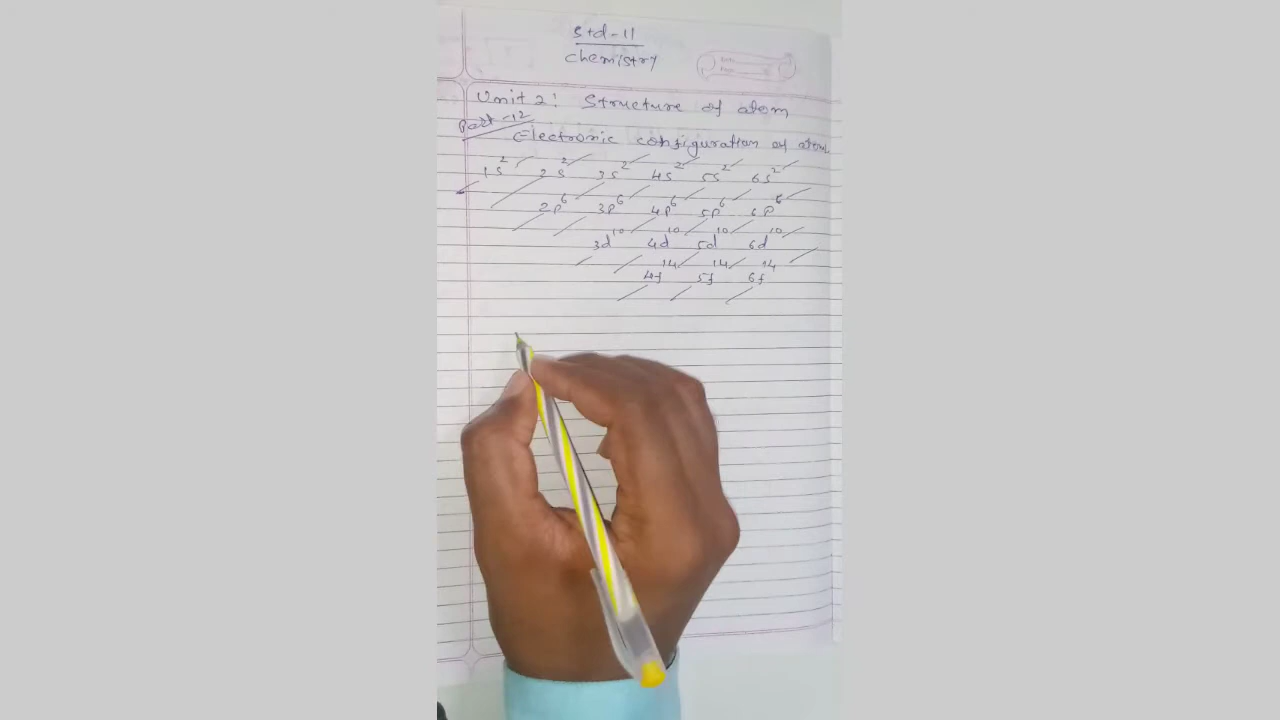 std-11
chemistry
Unit 2: Structure of atom
Part-12
Electronic configuration of atom
1s² 2s² 3s² 4s² 5s² 6s²
2p⁶ 3p⁶ 4p⁶ 5p⁶ 6p⁶
3d¹⁰ 4d¹⁰ 5d¹⁰ 6d¹⁰
4f¹⁴ 5f¹⁴ 6f¹⁴